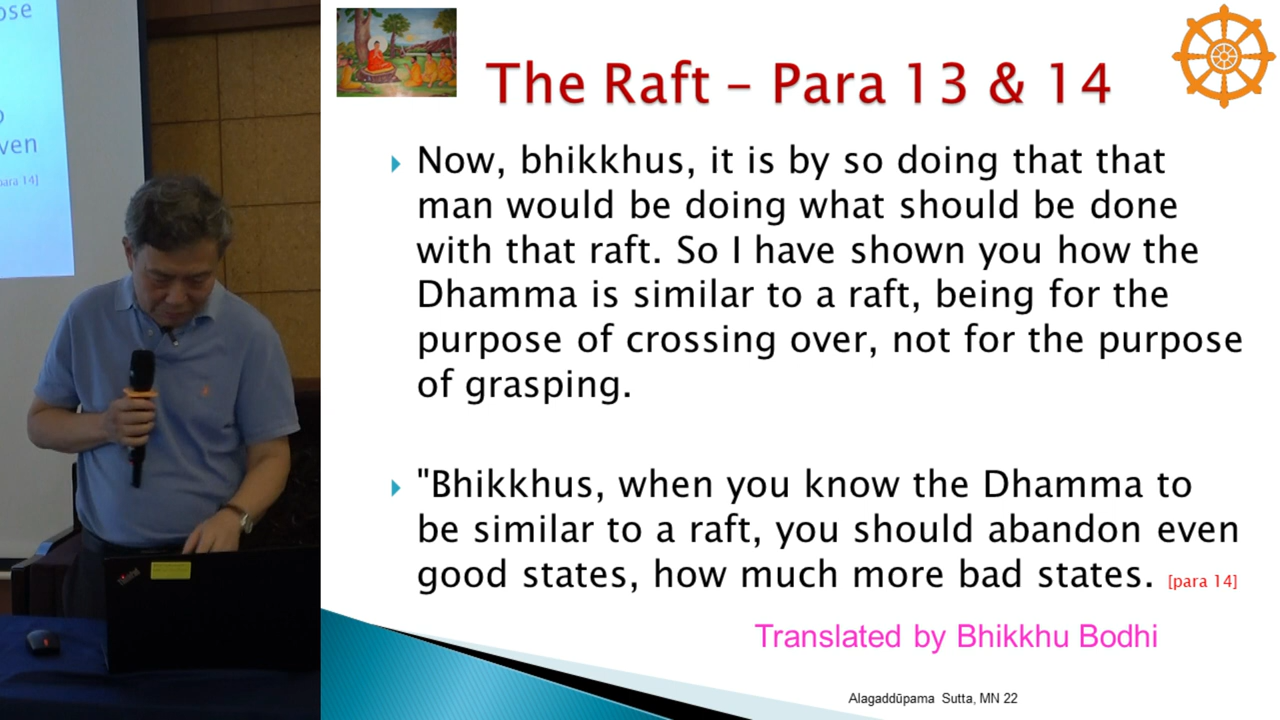 ose
ven
para 14]
The Raft – Para 13 & 14
Now, bhikkhus, it is by so doing that that
man would be doing what should be done
with that raft. So I have shown you how the
Dhamma is similar to a raft, being for the
purpose of crossing over, not for the purpose
of grasping.
"Bhikkhus, when you know the Dhamma to
be similar to a raft, you should abandon even
good states, how much more bad states. [para 14]
Translated by Bhikkhu Bodhi
Alagaddūpama Sutta, MN 22
ThinkPad